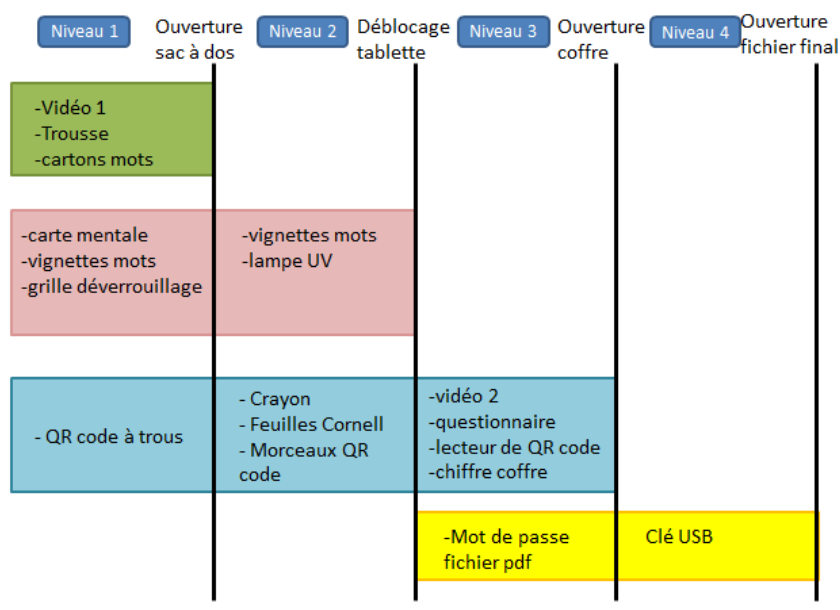 Niveau 1
Ouverture
sac à dos
Niveau 2
Déblocage
tablette
Niveau 3
Ouverture
coffre
Niveau 4
Ouverture
fichier final
-Vidéo 1
-Trousse
-cartons mots
-carte mentale
-vignettes mots
-grille déverrouillage
-vignettes mots
-lampe UV
- QR code à trous
- Crayon
- Feuilles Cornell
- Morceaux QR
code
-vidéo 2
-questionnaire
-lecteur de QR code
-chiffre coffre
-Mot de passe
fichier pdf
Clé USB